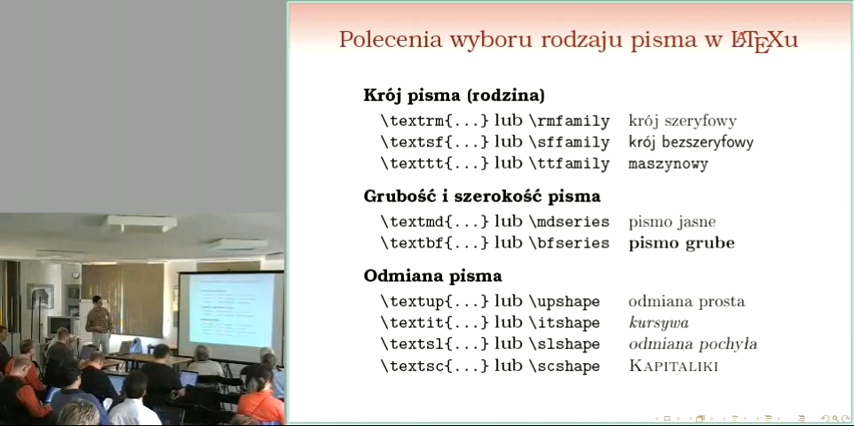 Polecenia wyboru rodzaju pisma w LATEXu
Krój pisma (rodzina)
\textrm{...} lub \rmfamily krój szeryfowy
\textsf{...} lub \sffamily krój bezszeryfowy
\texttt{...} lub \ttfamily maszynowy
Grubość i szerokość pisma
\textmd{...} lub \mdseries pismo jasne
\textbf{...} lub \bfseries pismo grube
Odmiana pisma
\textup{...} lub \upshape odmiana prosta
\textit{...} lub \itshape kursywa
\textsl{...} lub \slshape odmiana pochyła
\textsc{...} lub \scshape KAPITALIKI